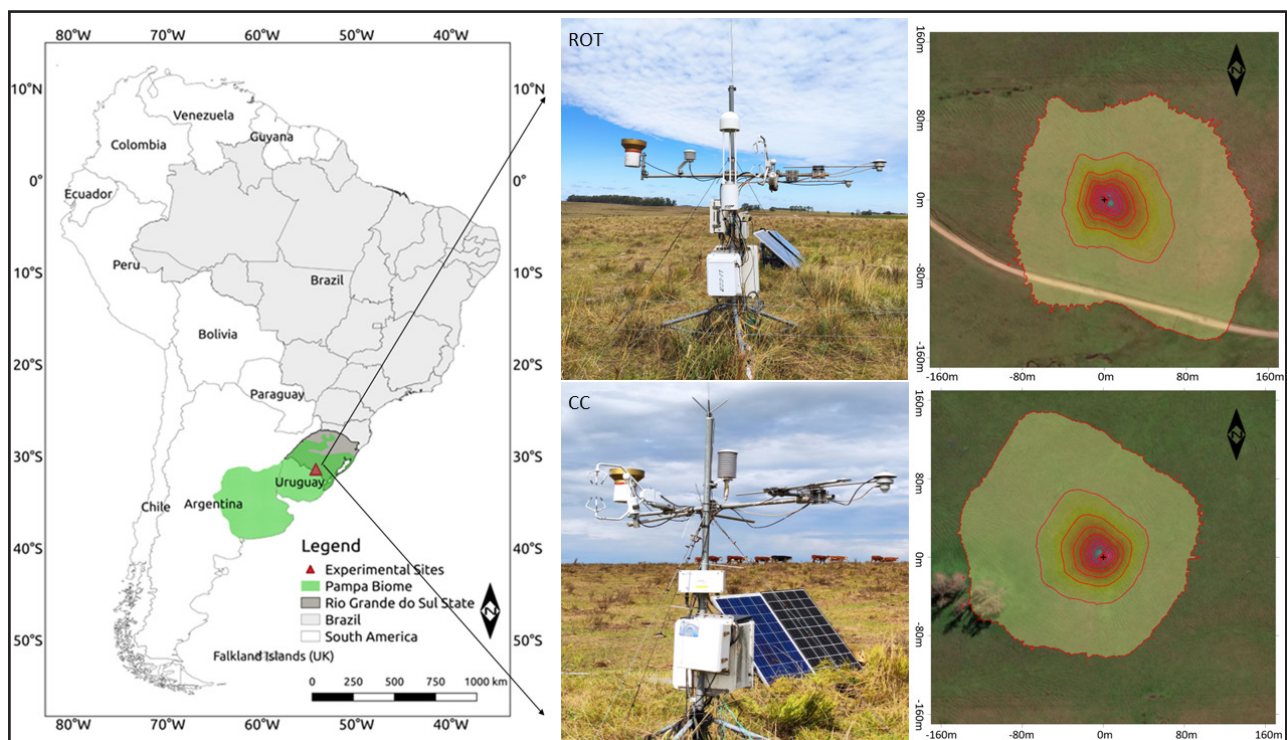 80°W 70°W 60°W 50°W 40°W
10°N 10°N
0° 0°
10°S 10°S
20°S 20°S
30°S 30°S
40°S 40°S
50°S 50°S
80°W 70°W 60°W 50°W 40°W
Venezuela
Guyana
Colombia
Ecuador
Peru
Brazil
Bolivia
Paraguay
Uruguay
Argentina
Chile
Legend
Experimental Sites
Pampa Biome
Rio Grande do Sul State
Brazil
South America
Falkland Islands (UK)
0 250 500 750 1000 km
N
ROT
160m
80m
0m
-80m
-160m
-160m -80m 0m 80m 160m
N
CC
160m
80m
0m
-80m
-160m
-160m -80m 0m 80m 160m
N